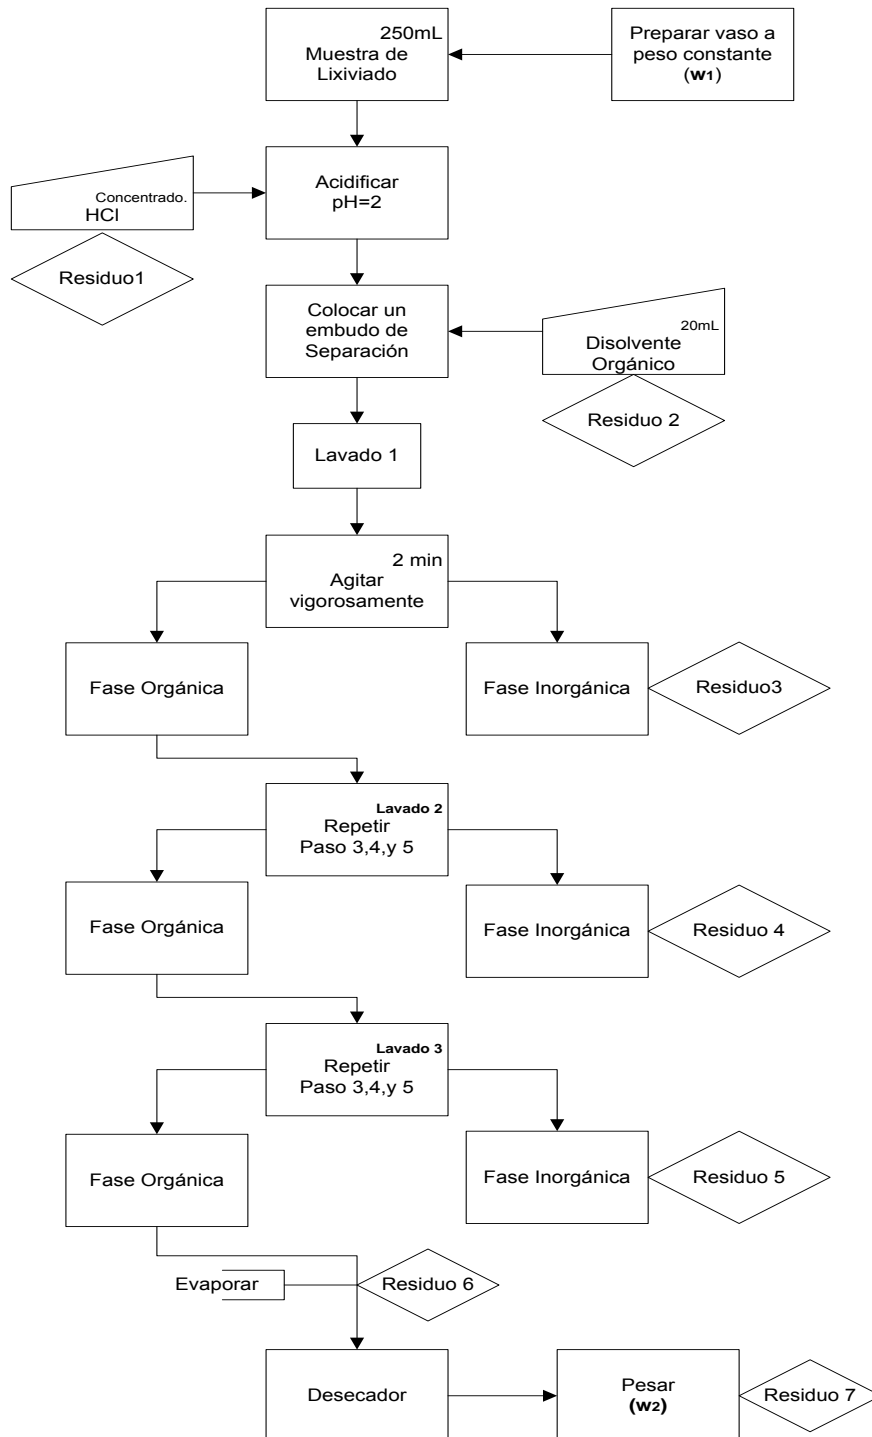 250mL
Muestra de
Lixiviado
Preparar vaso a
peso constante
(w1)
Concentrado.
HCl
Acidificar
pH=2
Residuo1
Colocar un
embudo de
Separación
20mL
Disolvente
Orgánico
Residuo 2
Lavado 1
2 min
Agitar
vigorosamente
Fase Orgánica
Fase Inorgánica
Residuo3
Lavado 2
Repetir
Paso 3,4,y 5
Fase Orgánica
Fase Inorgánica
Residuo 4
Lavado 3
Repetir
Paso 3,4,y 5
Fase Orgánica
Fase Inorgánica
Residuo 5
Evaporar
Residuo 6
Desecador
Pesar
(w2)
Residuo 7